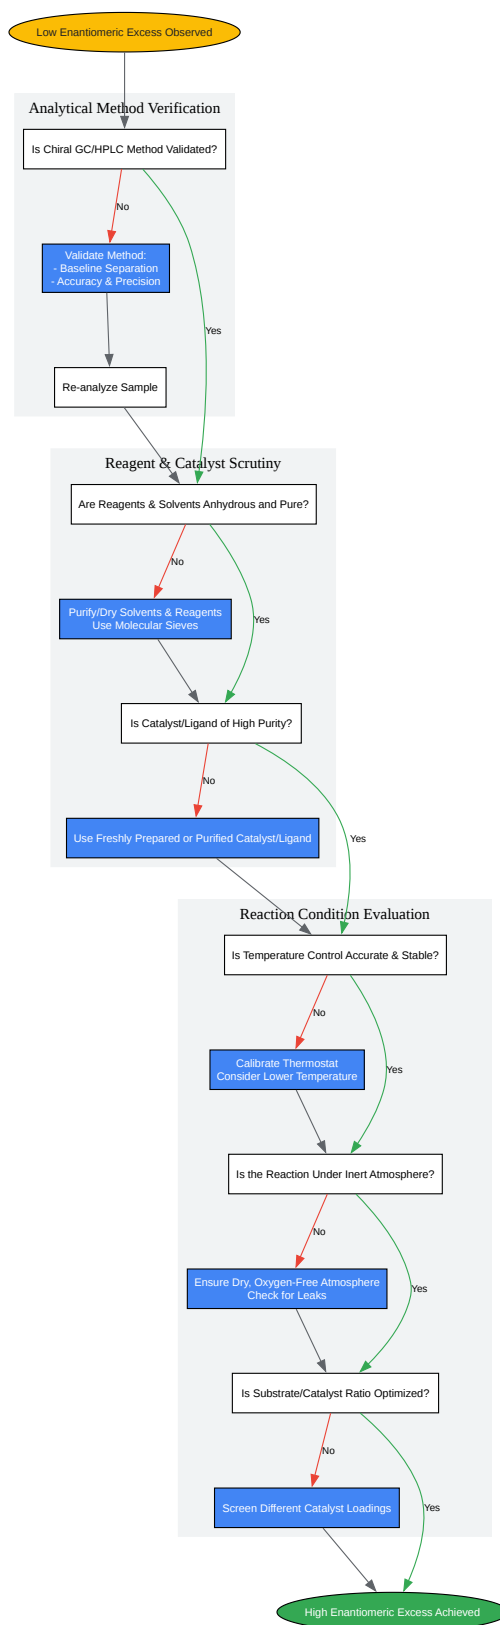 Low Enantiomeric Excess Observed
Analytical Method Verification
Is Chiral GC/HPLC Method Validated?
No
Validate Method:
- Baseline Separation
- Accuracy & Precision
Yes
Re-analyze Sample
Reagent & Catalyst Scrutiny
Are Reagents & Solvents Anhydrous and Pure?
No
Purify/Dry Solvents & Reagents
Use Molecular Sieves
Yes
Is Catalyst/Ligand of High Purity?
No
Use Freshly Prepared or Purified Catalyst/Ligand
Yes
Reaction Condition Evaluation
Is Temperature Control Accurate & Stable?
No
Calibrate Thermostat
Consider Lower Temperature
Yes
Is the Reaction Under Inert Atmosphere?
No
Ensure Dry, Oxygen-Free Atmosphere
Check for Leaks
Yes
Is Substrate/Catalyst Ratio Optimized?
No
Screen Different Catalyst Loadings
Yes
High Enantiomeric Excess Achieved